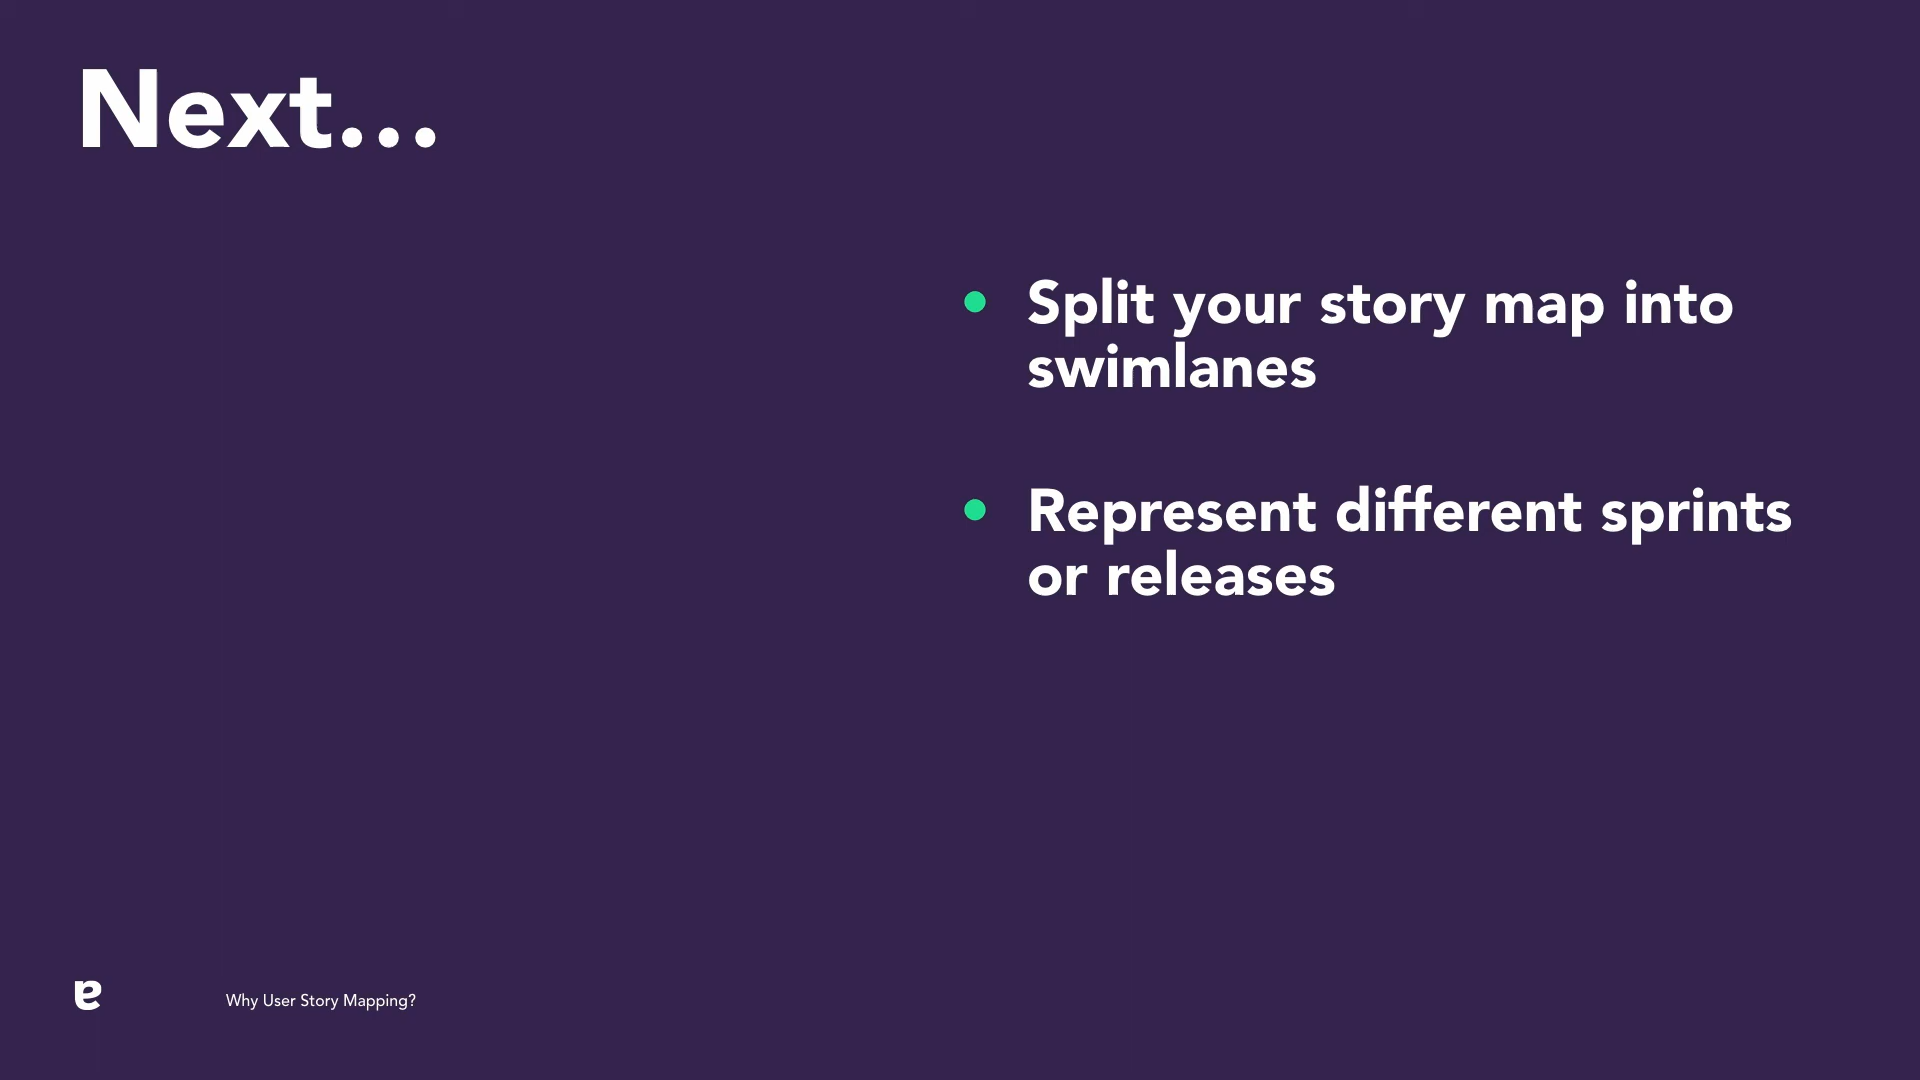 Next...
• Split your story map into
swimlanes
• Represent different sprints
or releases
Why User Story Mapping?